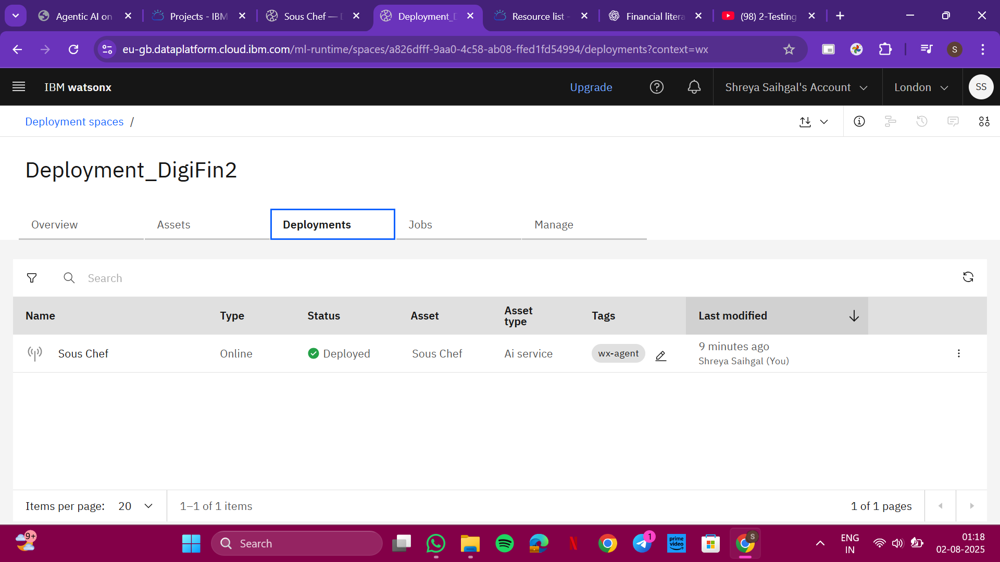 Agentic AI on
Projects - IBM
Sous Chef —
Deployment_
Resource list -
Financial litera
(98) 2-Testing
eu-gb.dataplatform.cloud.ibm.com/ml-runtime/spaces/a826dfff-9aa0-4c58-ab08-ffed1fd54994/deployments?context=wx
S
IBM watsonx
Upgrade
Shreya Saihgal's Account
London
SS
Deployment spaces /
Deployment_DigiFin2
Overview
Assets
Deployments
Jobs
Manage
Search
Name
Type
Status
Asset
Asset type
Tags
Last modified
Sous Chef
Online
Deployed
Sous Chef
Ai service
wx-agent
9 minutes ago
Shreya Saihgal (You)
Items per page: 20
1–1 of 1 items
1 of 1 pages
9+
Search
1
prime video
S
ENG
IN
01:18
02-08-2025